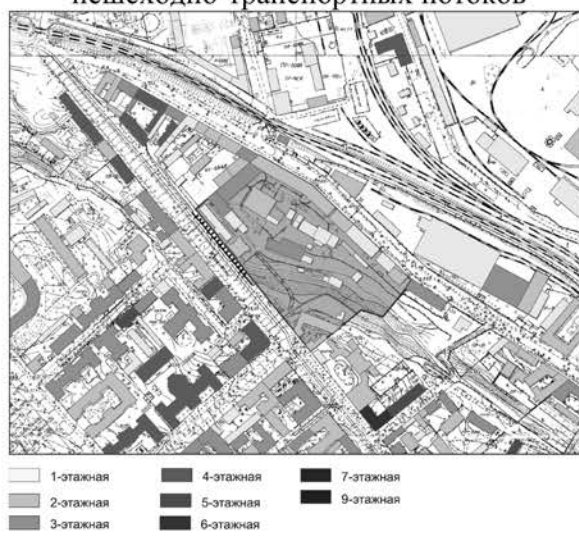 пешеходно-транспортных потоков
1-этажная
4-этажная
7-этажная
2-этажная
5-этажная
9-этажная
3-этажная
6-этажная